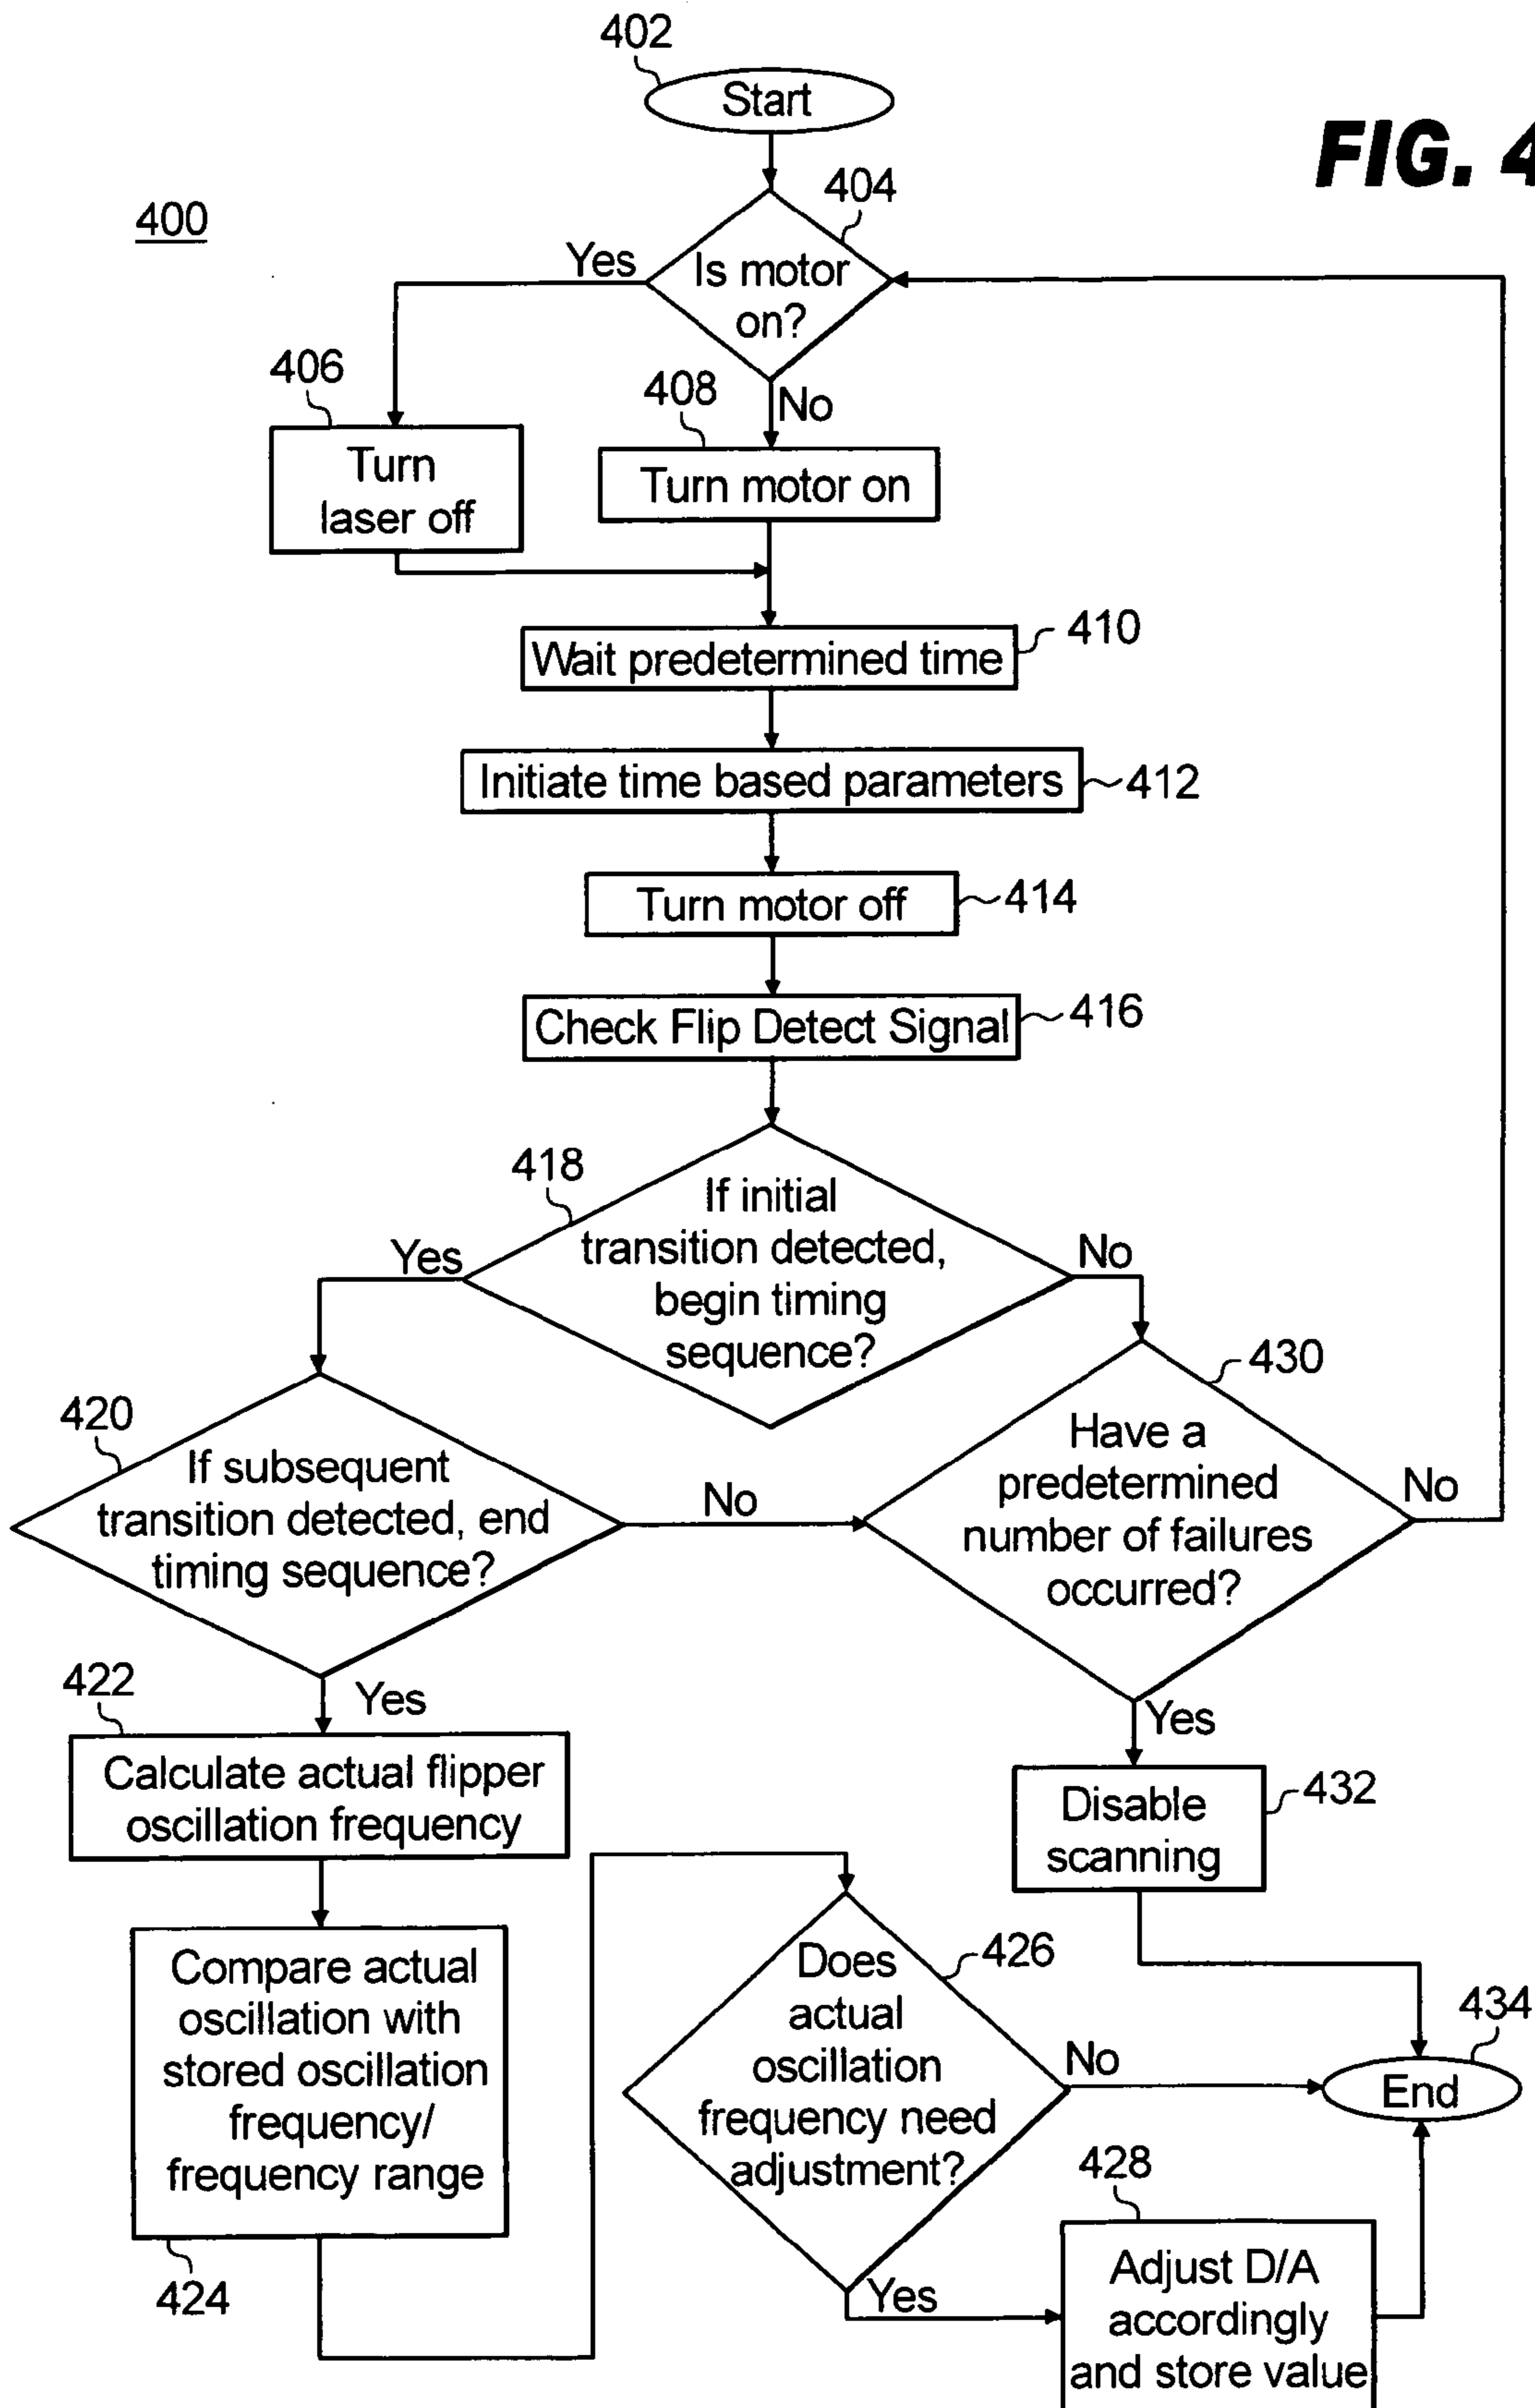 402
Start
FIG. 4
400
404
Yes
Is motor
on?
406
408
No
Turn
laser off
Turn motor on
410
Wait predetermined time
Initiate time based parameters
412
Turn motor off
414
Check Flip Detect Signal
416
418
If initial
transition detected,
begin timing
sequence?
Yes
No
430
420
If subsequent
transition detected, end
timing sequence?
No
Have a
predetermined
number of failures
occurred?
No
422
Yes
Yes
Calculate actual flipper
oscillation frequency
Disable
scanning
432
Compare actual
oscillation with
stored oscillation
frequency/
frequency range
424
Does
actual
oscillation
frequency need
adjustment?
426
No
434
End
428
Yes
Adjust D/A
accordingly
and store value